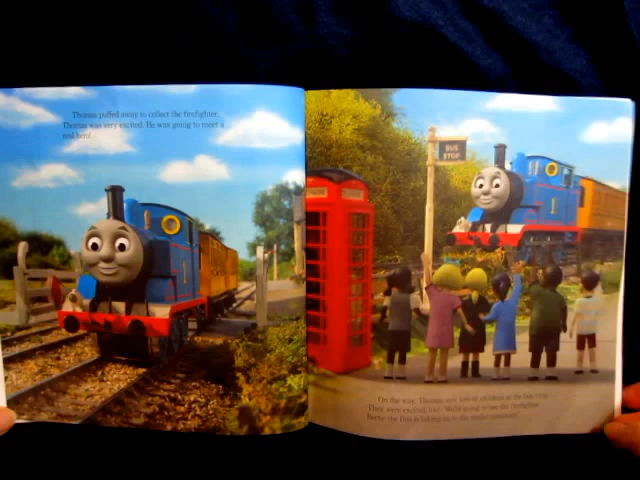 Thomas puffed away to collect the firefighter.
Thomas was very excited. He was going to meet a
real hero!
BUS
STOP
1
On the way, Thomas saw lots of children at the bus stop.
They were excited, too. "We're going to see the firefighter.
Bertie the Bus is taking us to the